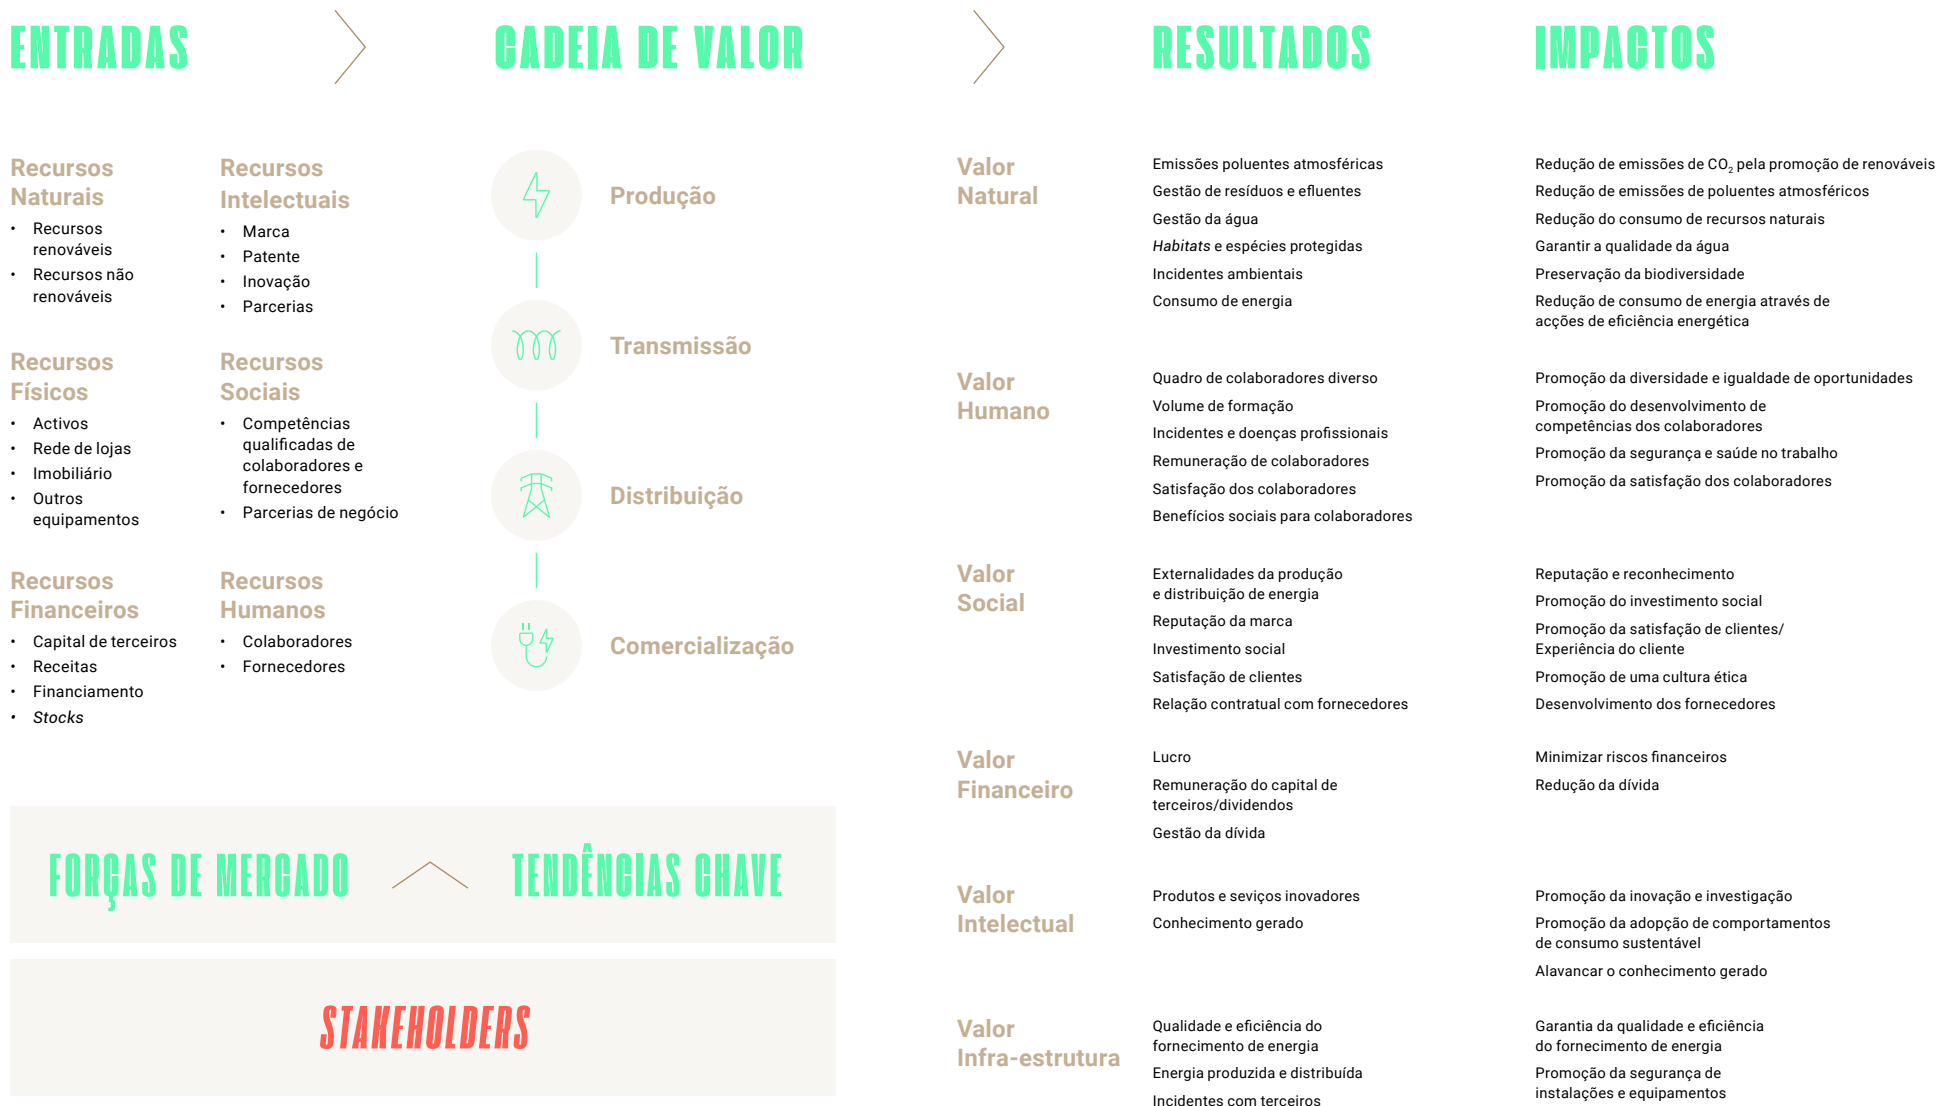 ENTRADAS
CADEIA DE VALOR
RESULTADOS
IMPACTOS
Recursos
Naturais
• Recursos
renováveis
• Recursos não
renováveis
Recursos
Intelectuais
• Marca
• Patente
• Inovação
• Parcerias
Recursos
Físicos
• Activos
• Rede de lojas
• Imobiliário
• Outros
equipamentos
Recursos
Sociais
• Competências
qualificadas de
colaboradores e
fornecedores
• Parcerias de negócio
Recursos
Financeiros
• Capital de terceiros
• Receitas
• Financiamento
• Stocks
Recursos
Humanos
• Colaboradores
• Fornecedores
Produção
Transmissão
Distribuição
Comercialização
FORÇAS DE MERCADO
TENDÊNCIAS CHAVE
STAKEHOLDERS
Valor
Natural
Emissões poluentes atmosféricas
Gestão de resíduos e efluentes
Gestão da água
Habitats e espécies protegidas
Incidentes ambientais
Consumo de energia
Redução de emissões de CO₂ pela promoção de renováveis
Redução de emissões de poluentes atmosféricos
Redução do consumo de recursos naturais
Garantir a qualidade da água
Preservação da biodiversidade
Redução de consumo de energia através de
acções de eficiência energética
Valor
Humano
Quadro de colaboradores diverso
Volume de formação
Incidentes e doenças profissionais
Remuneração de colaboradores
Satisfação dos colaboradores
Benefícios sociais para colaboradores
Promoção da diversidade e igualdade de oportunidades
Promoção do desenvolvimento de
competências dos colaboradores
Promoção da segurança e saúde no trabalho
Promoção da satisfação dos colaboradores
Valor
Social
Externalidades da produção
e distribuição de energia
Reputação da marca
Investimento social
Satisfação de clientes
Relação contratual com fornecedores
Reputação e reconhecimento
Promoção do investimento social
Promoção da satisfação de clientes/
Experiência do cliente
Promoção de uma cultura ética
Desenvolvimento dos fornecedores
Valor
Financeiro
Lucro
Remuneração do capital de
terceiros/dividendos
Gestão da dívida
Minimizar riscos financeiros
Redução da dívida
Valor
Intelectual
Produtos e seviços inovadores
Conhecimento gerado
Promoção da inovação e investigação
Promoção da adopção de comportamentos
de consumo sustentável
Alavancar o conhecimento gerado
Valor
Infra-estrutura
Qualidade e eficiência do
fornecimento de energia
Energia produzida e distribuída
Incidentes com terceiros
Garantia da qualidade e eficiência
do fornecimento de energia
Promoção da segurança de
instalações e equipamentos